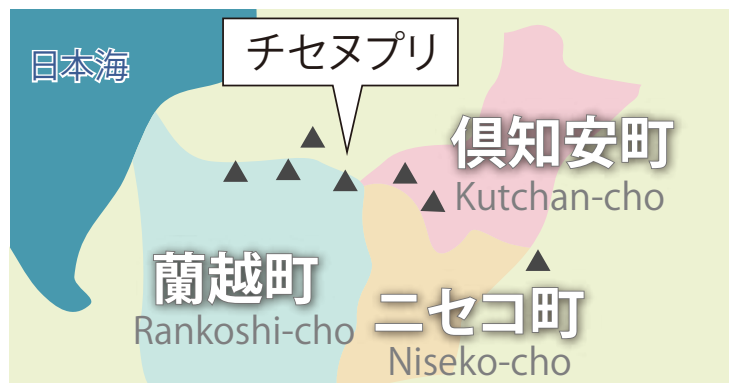 チセヌプリ
日本海
倶知安町
Kutchan-cho
蘭越町
Rankoshi-cho
ニセコ町
Niseko-cho